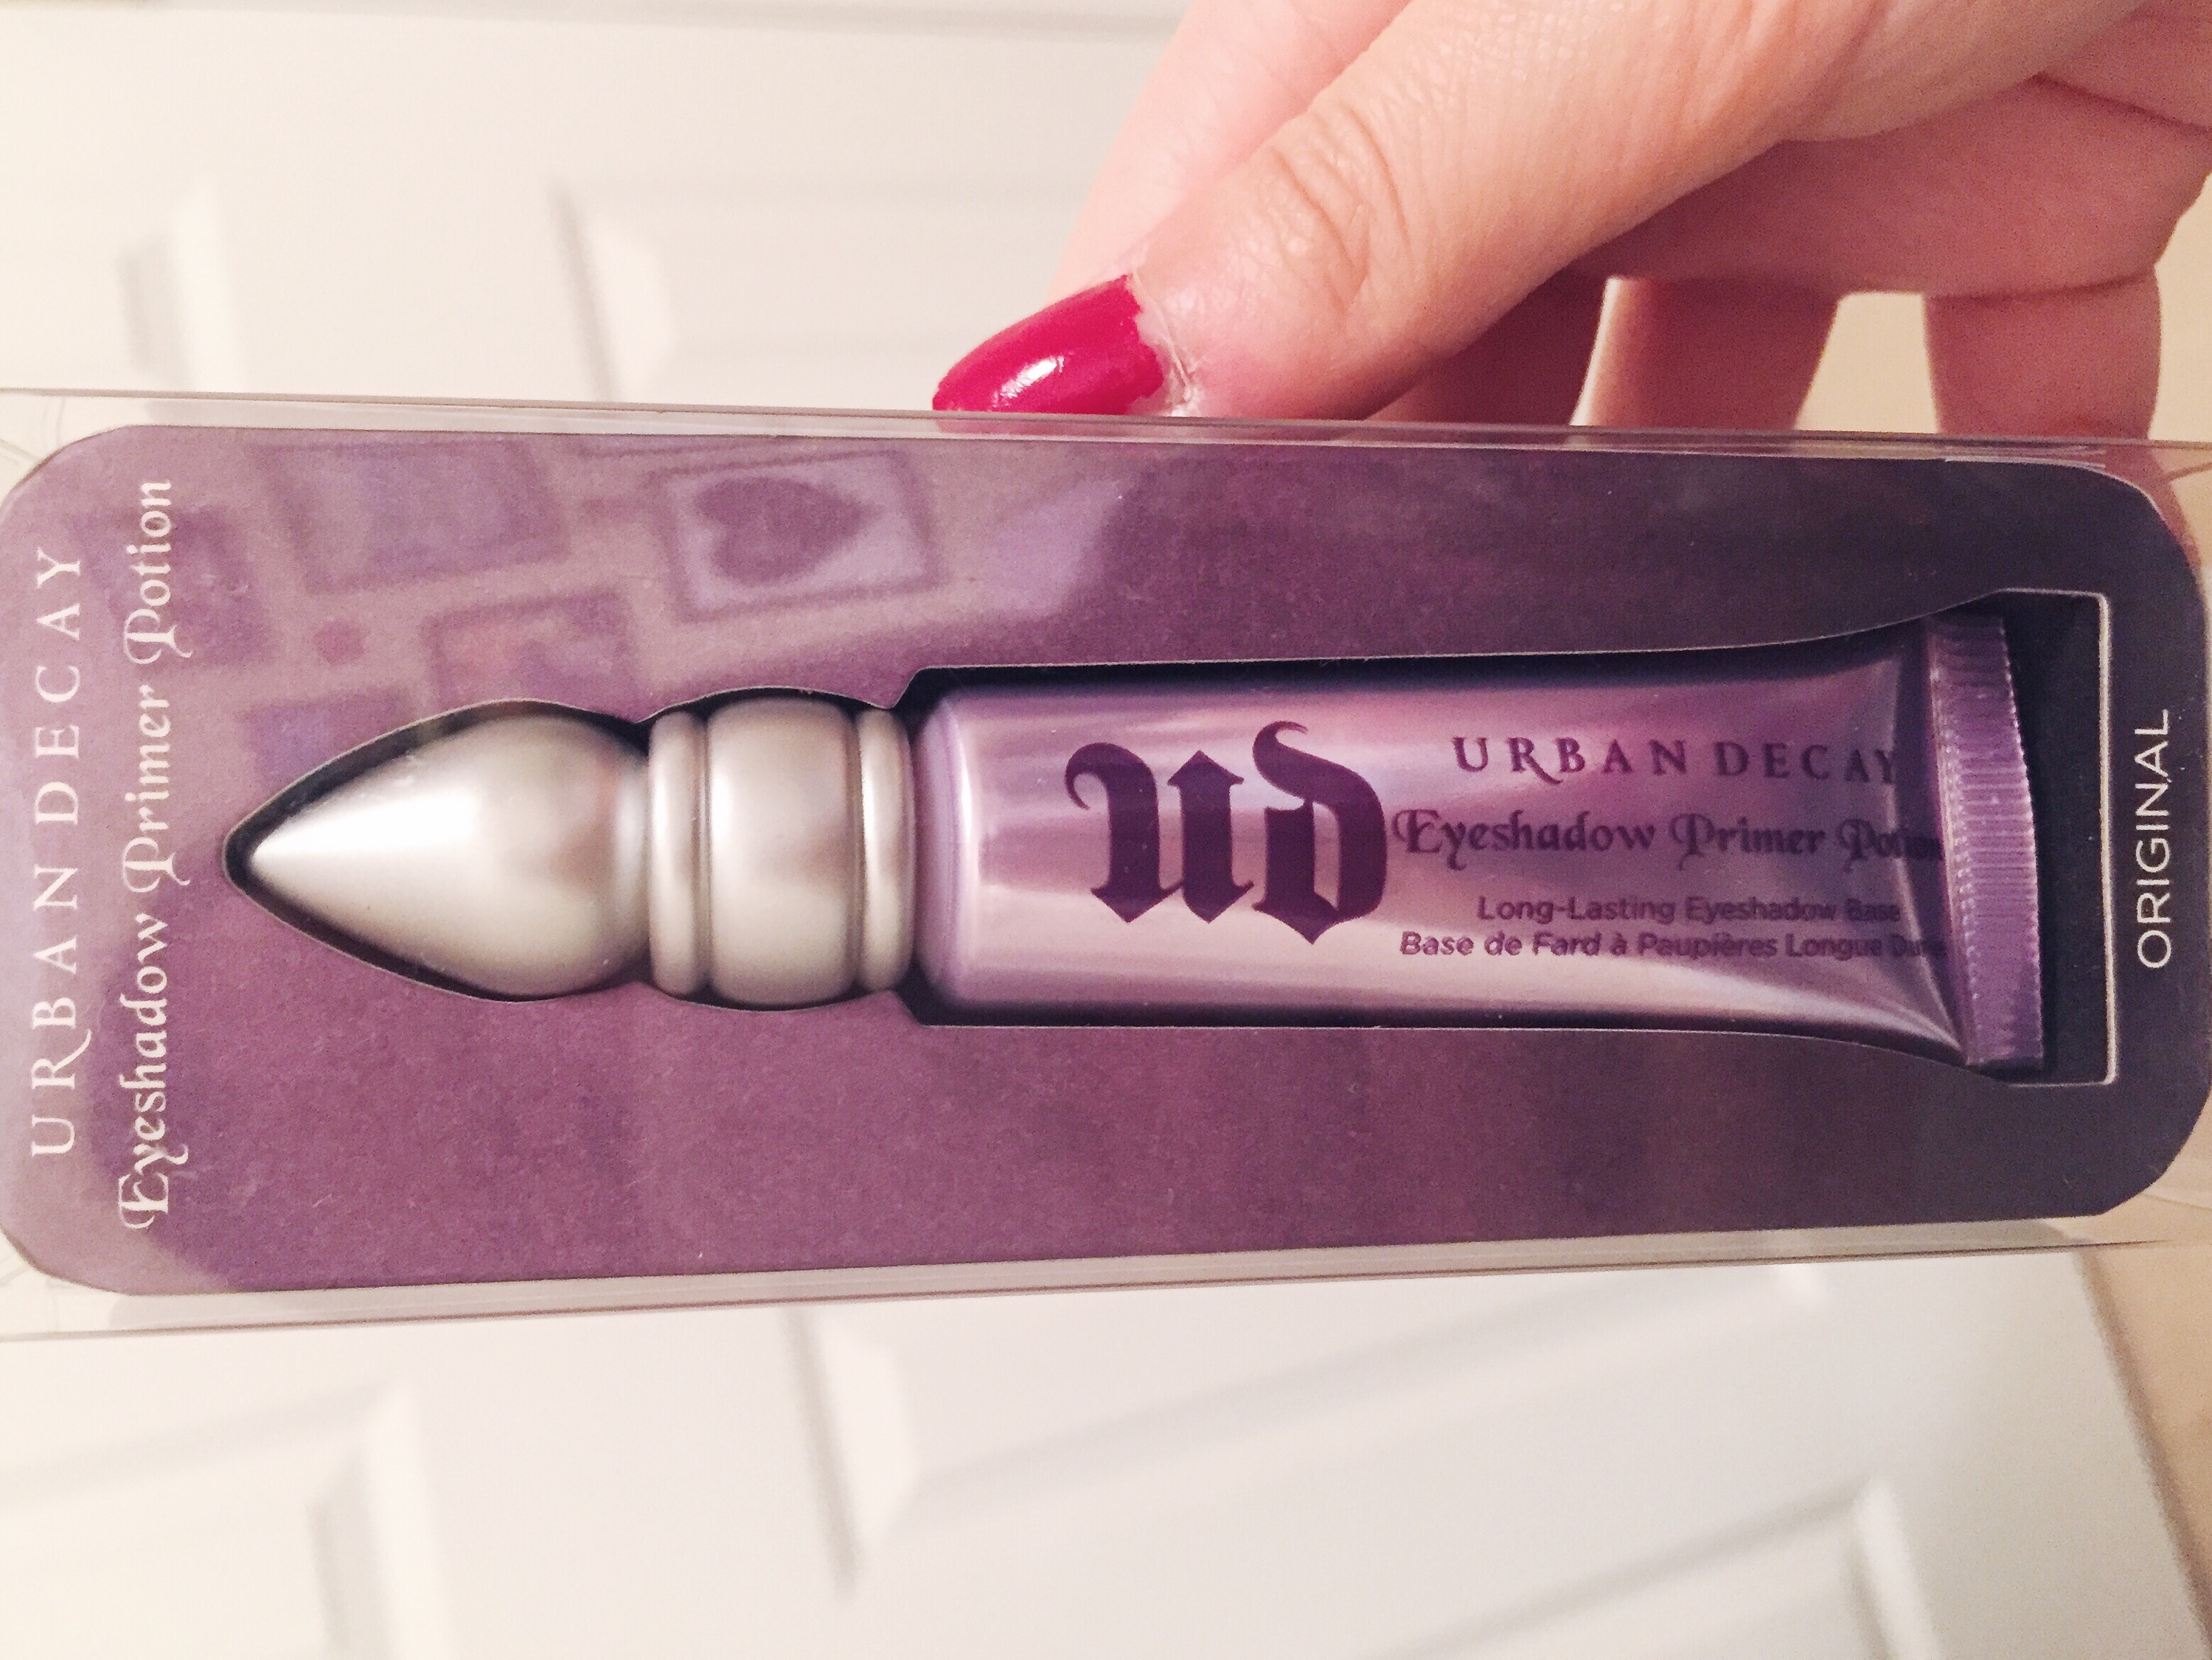 URBAN DECAY
Eyeshadow Primer Potion
ud
URBAN DECAY
Eyeshadow Primer Potion
Long-Lasting Eyeshadow Base
Base de Fard à Paupières Longue
ORIGINAL